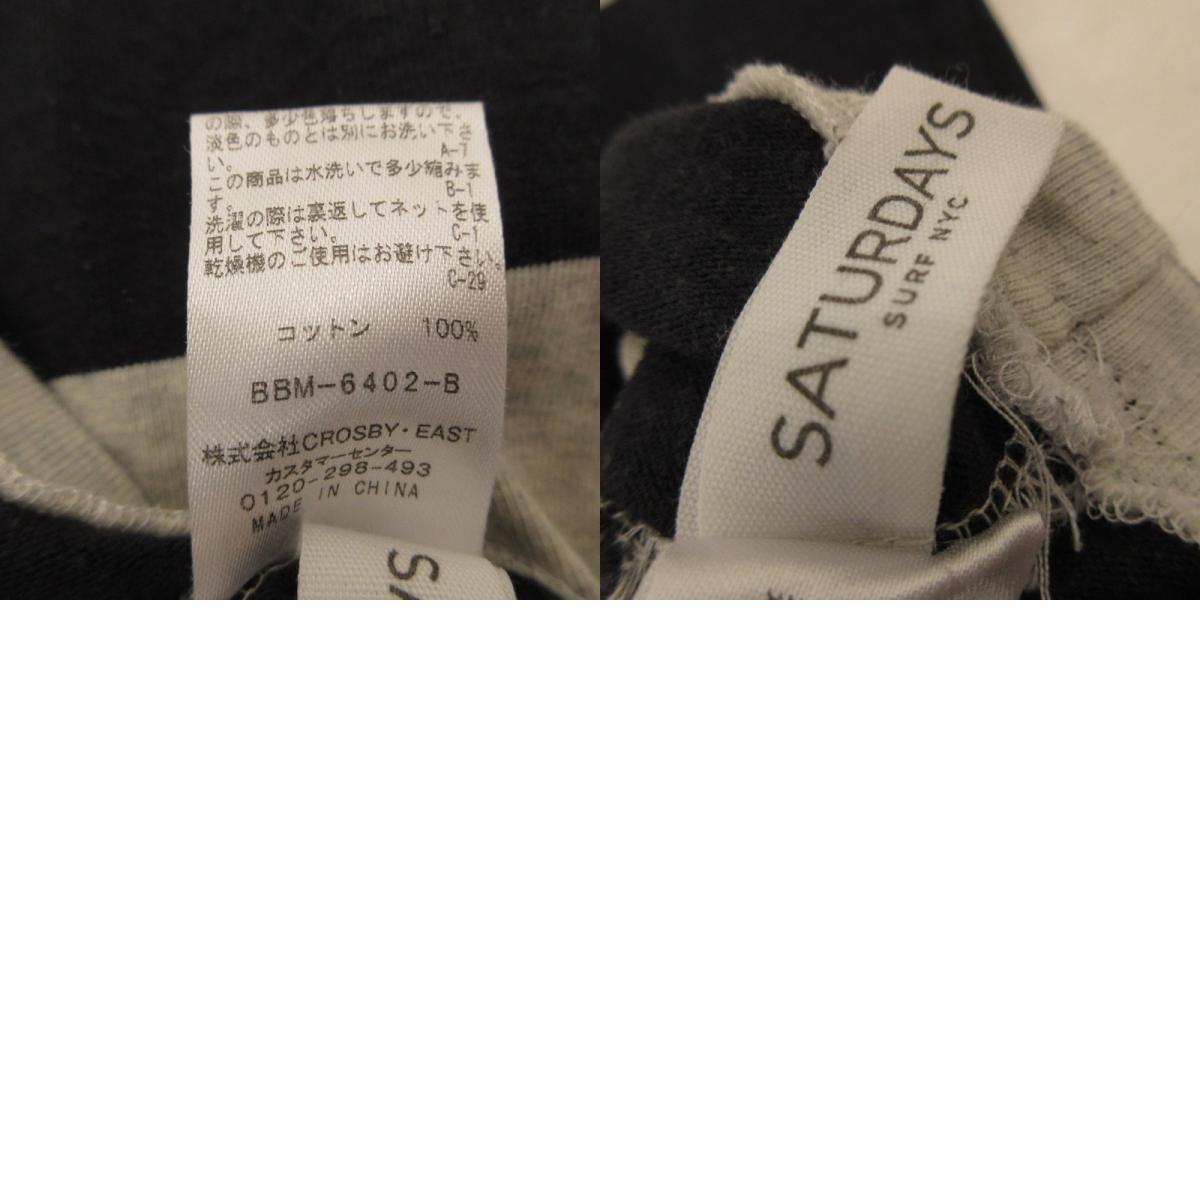 の際、多少色落ちしますので、
淡色のものとは別にお洗い下さ
い。
A-7
この商品は水洗いで多少縮みま
す。
B-1
洗濯の際は裏返してネットを使
用して下さい。
C-1
乾燥機のご使用はお避け下さい。
C-29
コットン 100%
BBM-6402-B
株式会社CROSBY・EAST
カスタマーセンター
0120-298-493
MADE IN CHINA
YS
SATURDAYS
SURF NYC